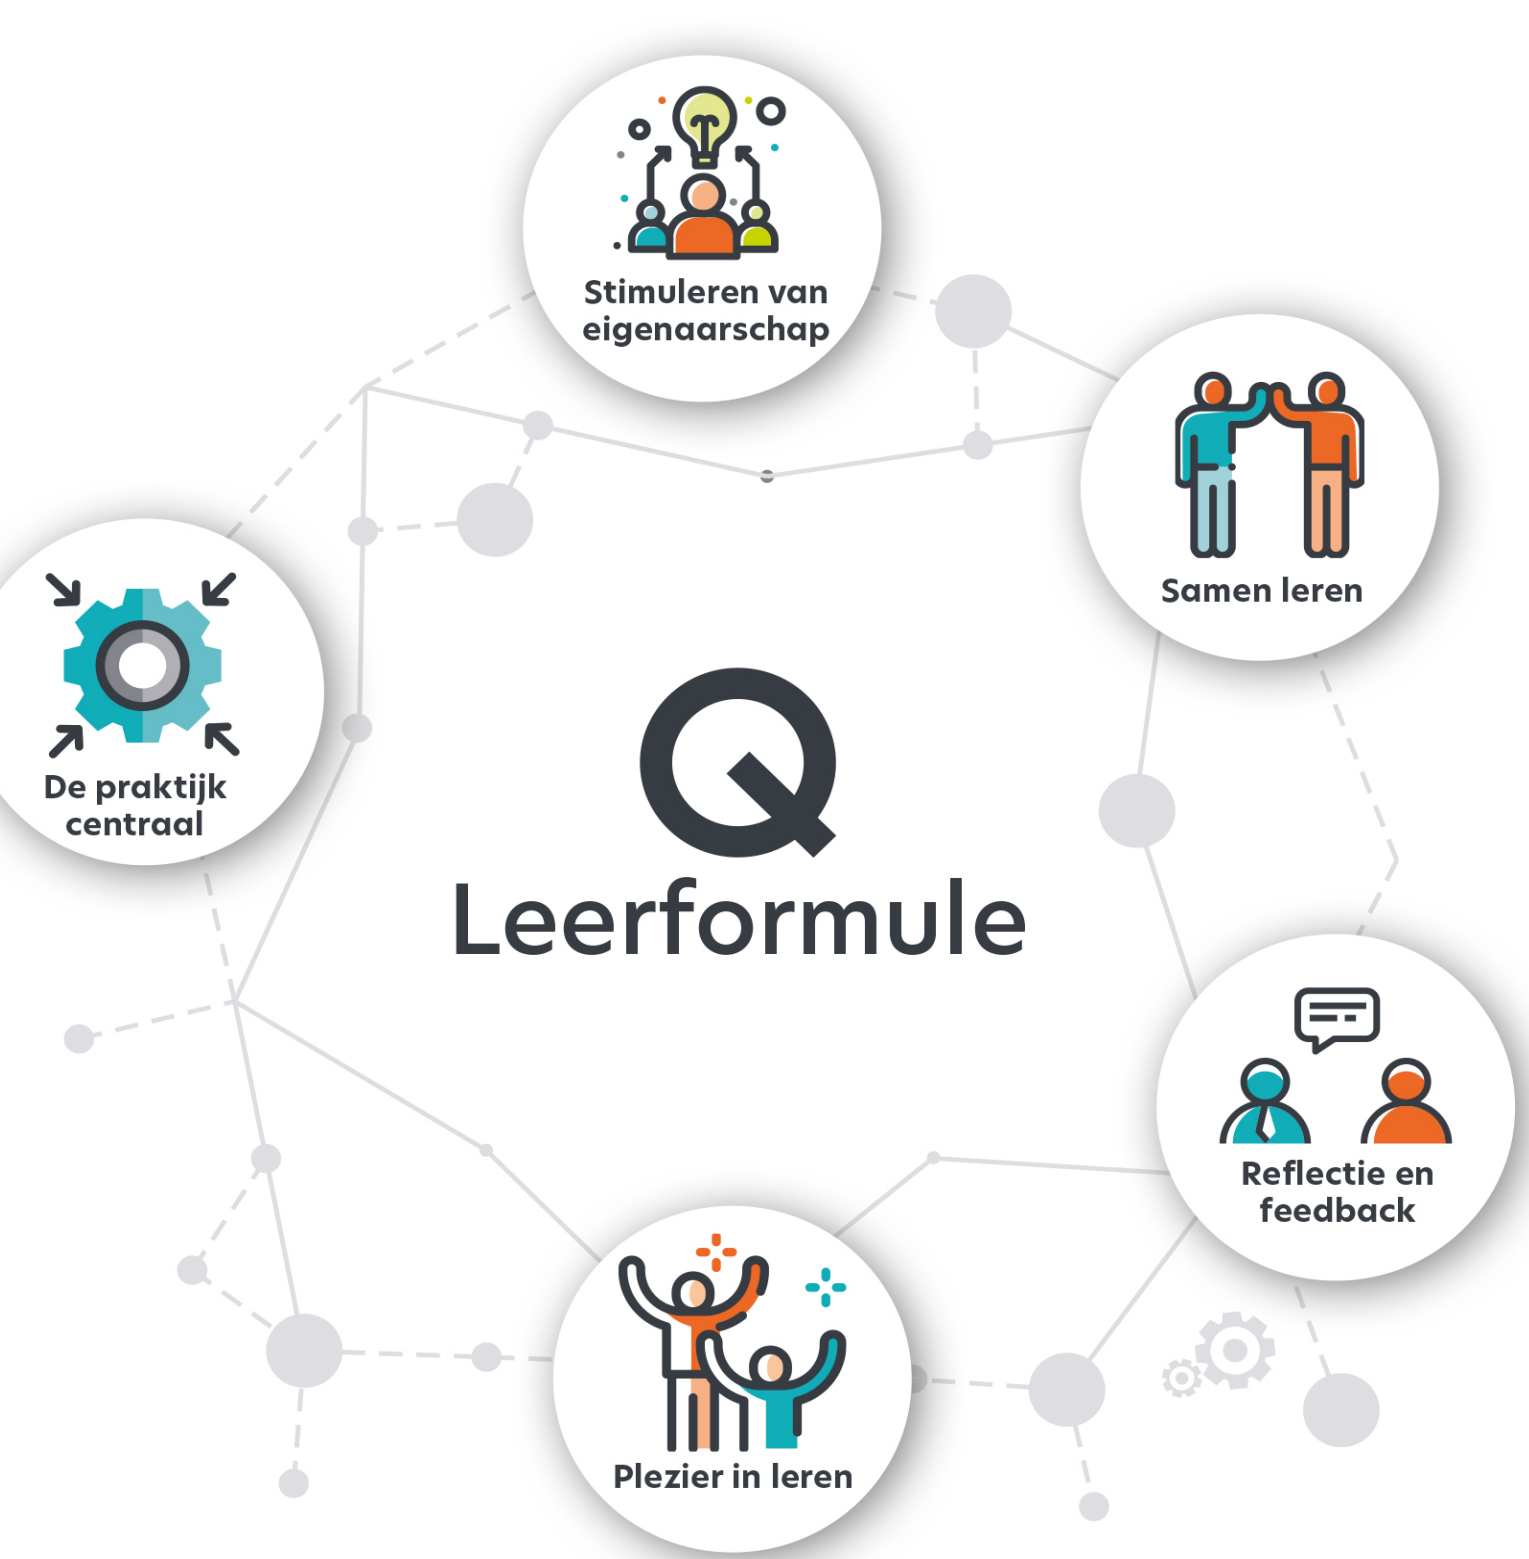 Stimuleren van
eigenaarschap
Samen leren
De praktijk
centraal
Q
Leerformule
Reflectie en
feedback
Plezier in leren